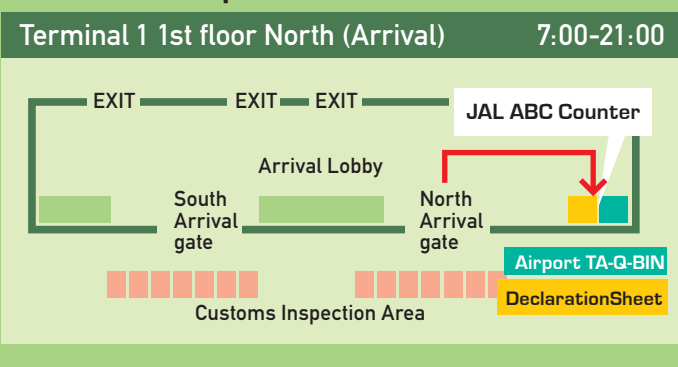 Terminal 1 1st floor North (Arrival) 7:00-21:00
EXIT EXIT EXIT
JAL ABC Counter
Arrival Lobby
South
Arrival
gate
North
Arrival
gate
Airport TA-Q-BIN
DeclarationSheet
Customs Inspection Area